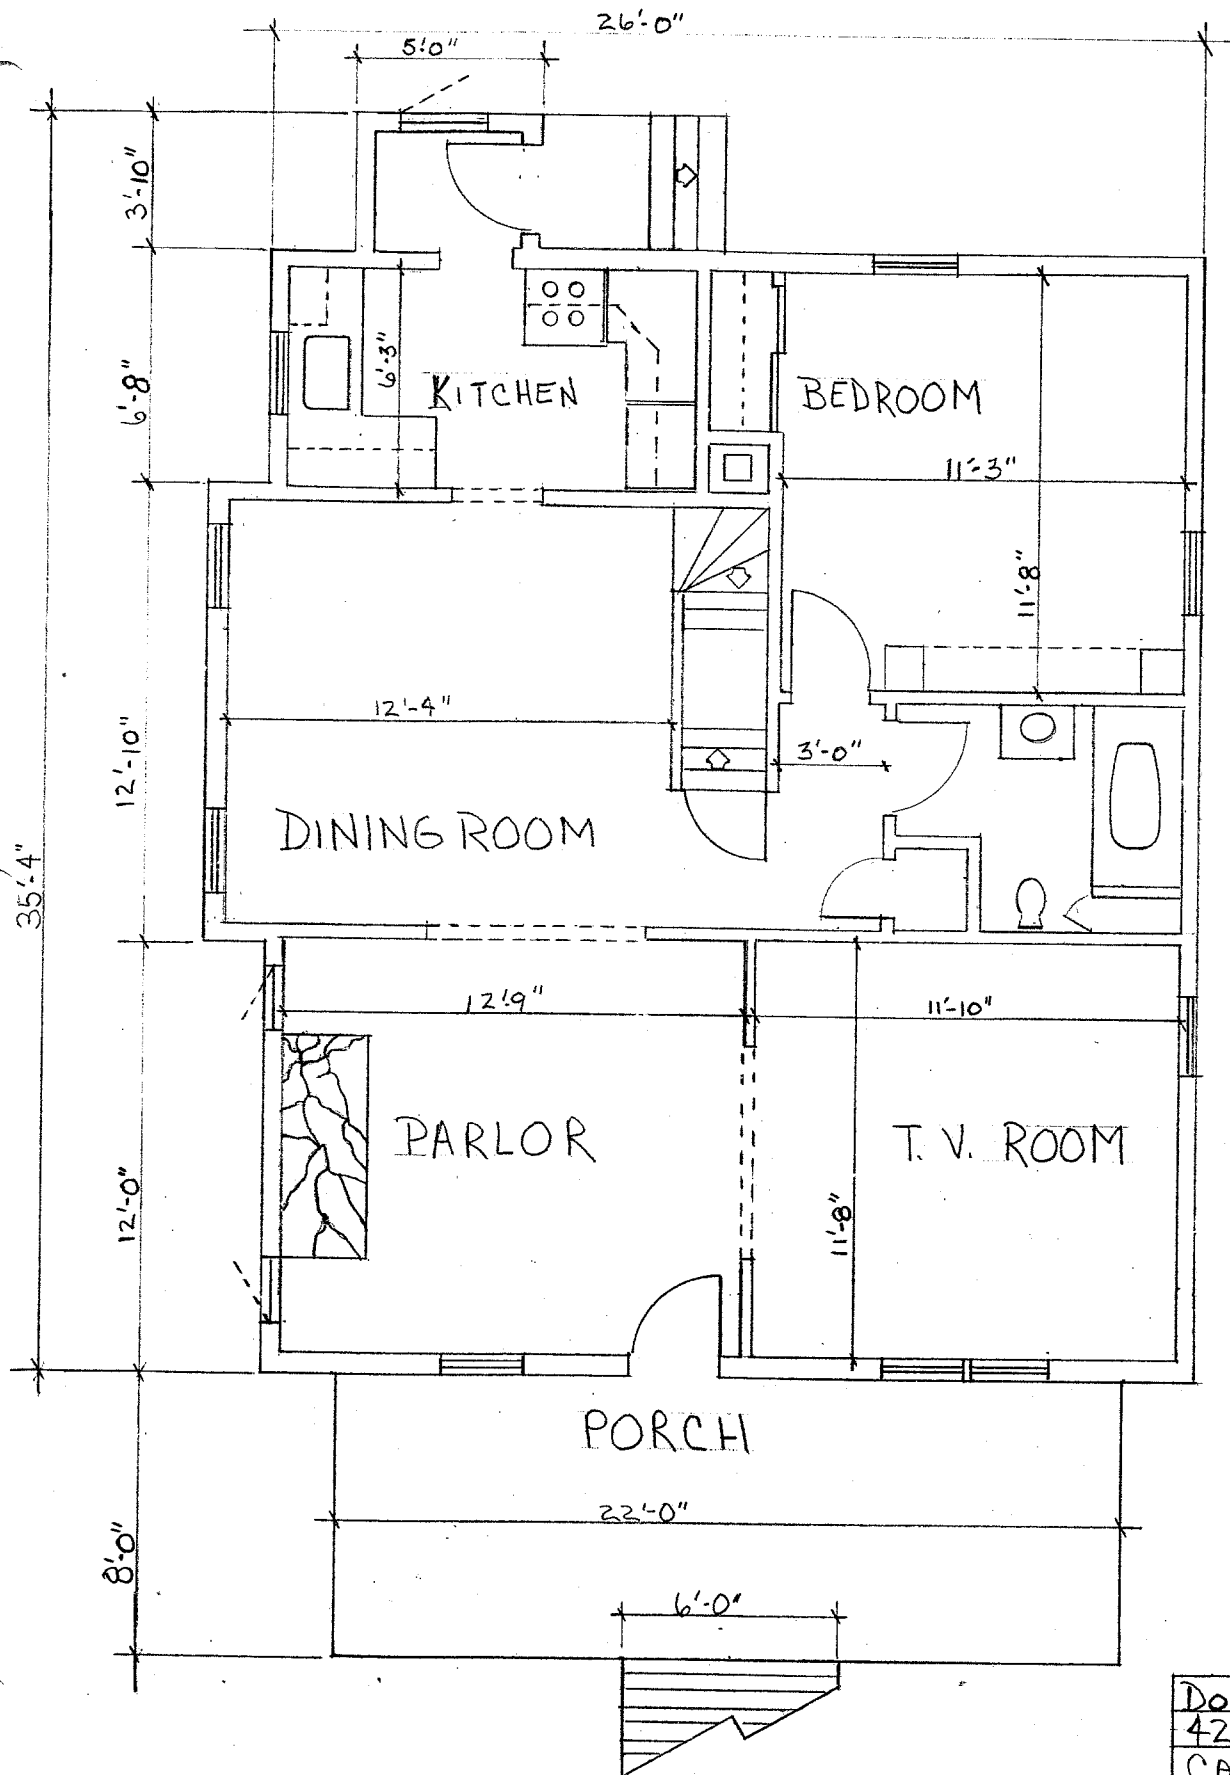 26'-0"
5'0"
3'-10"
6'-8"
6'-3"
KITCHEN
BEDROOM
11'-3"
11'-8"
12'-4"
3'-0"
12'-10"
DINING ROOM
35'-4"
12'9"
11'-10"
PARLOR
T. V. ROOM
12'-0"
11'-8"
PORCH
22'-0"
8'-0"
6'-0"
Do
42
CA